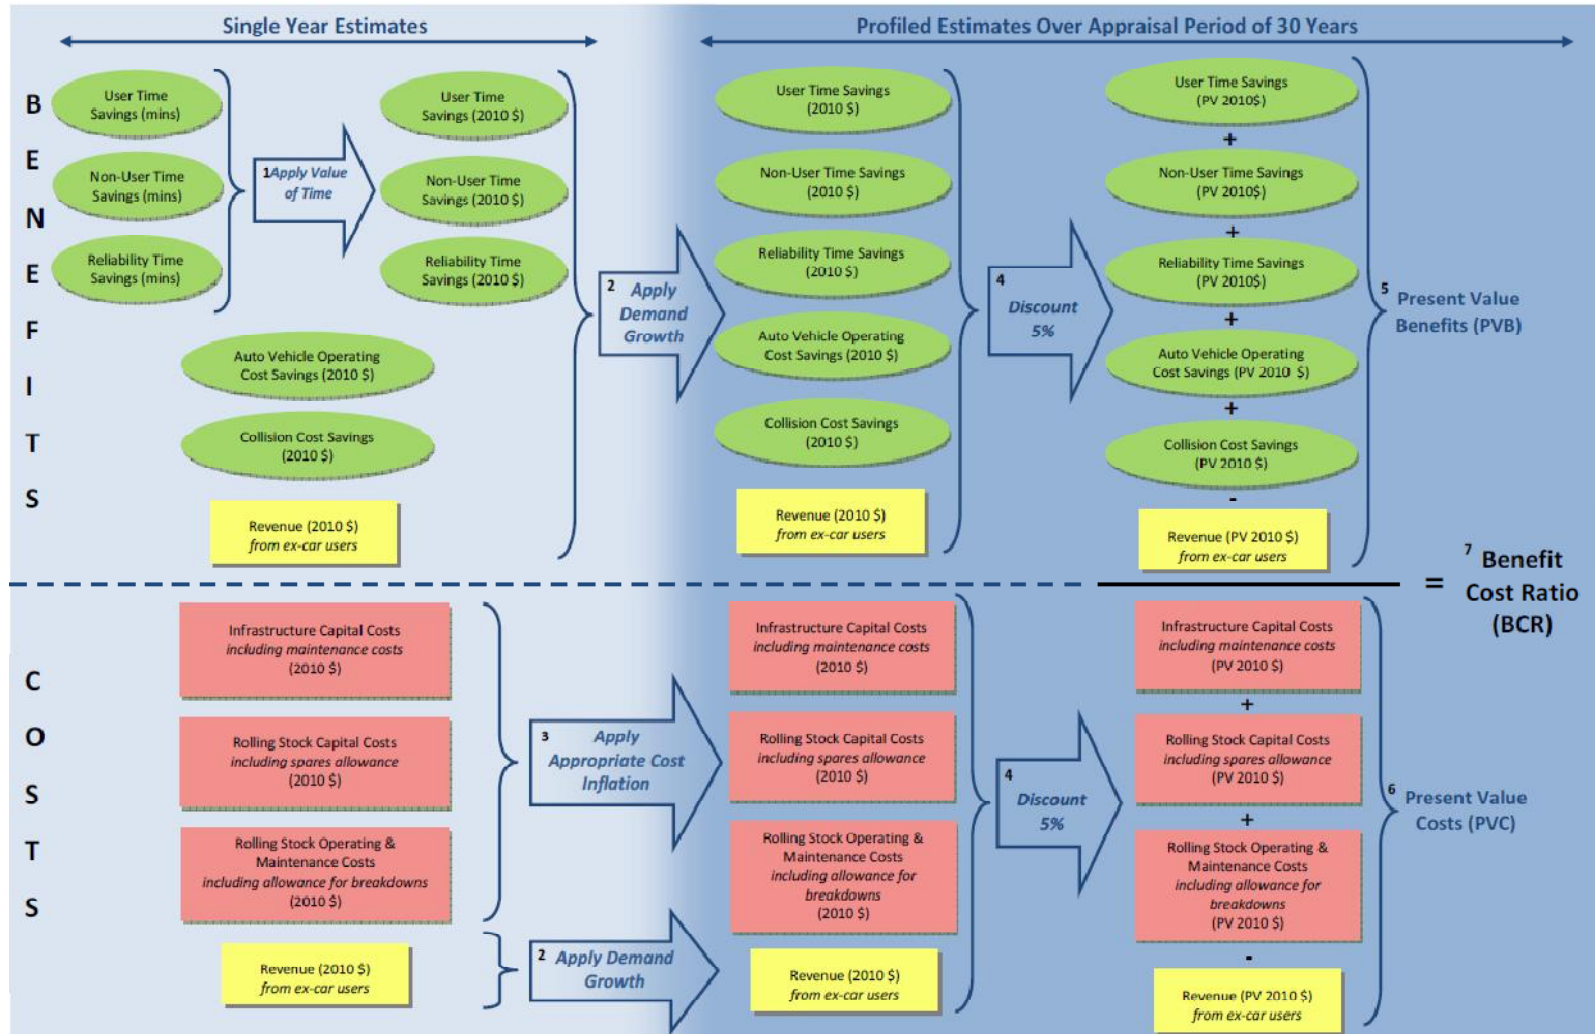 Single Year Estimates
Profiled Estimates Over Appraisal Period of 30 Years
B
E
N
E
F
I
T
S
User Time
Savings (mins)
Non-User Time
Savings (mins)
Reliability Time
Savings (mins)
1 Apply Value
of Time
User Time
Savings (2010 $)
Non-User Time
Savings (2010 $)
Reliability Time
Savings (2010 $)
Auto Vehicle Operating
Cost Savings (2010 $)
Collision Cost Savings
(2010 $)
Revenue (2010 $)
from ex-car users
2 Apply
Demand
Growth
User Time Savings
(2010 $)
Non-User Time Savings
(2010 $)
Reliability Time Savings
(2010 $)
Auto Vehicle Operating
Cost Savings (2010 $)
Collision Cost Savings
(2010 $)
Revenue (2010 $)
from ex-car users
4
Discount
5%
User Time Savings
(PV 2010$)
+
Non-User Time Savings
(PV 2010$)
+
Reliability Time Savings
(PV 2010$)
+
Auto Vehicle Operating
Cost Savings (PV 2010 $)
+
Collision Cost Savings
(PV 2010 $)
-
Revenue (PV 2010 $)
from ex-car users
5 Present Value
Benefits (PVB)
= 7 Benefit
Cost Ratio
(BCR)
C
O
S
T
S
Infrastructure Capital Costs
including maintenance costs
(2010 $)
Rolling Stock Capital Costs
including spares allowance
(2010 $)
Rolling Stock Operating &
Maintenance Costs
including allowance for breakdowns
(2010 $)
Revenue (2010 $)
from ex-car users
3 Apply
Appropriate Cost
Inflation
2 Apply Demand
Growth
Infrastructure Capital Costs
including maintenance costs
(2010 $)
Rolling Stock Capital Costs
including spares allowance
(2010 $)
Rolling Stock Operating &
Maintenance Costs
including allowance for
breakdowns
(2010 $)
Revenue (2010 $)
from ex-car users
4
Discount
5%
Infrastructure Capital Costs
including maintenance costs
(PV 2010 $)
+
Rolling Stock Capital Costs
including spares allowance
(PV 2010 $)
+
Rolling Stock Operating &
Maintenance Costs
including allowance for
breakdowns
(PV 2010 $)
-
Revenue (PV 2010 $)
from ex-car users
6 Present Value
Costs (PVC)